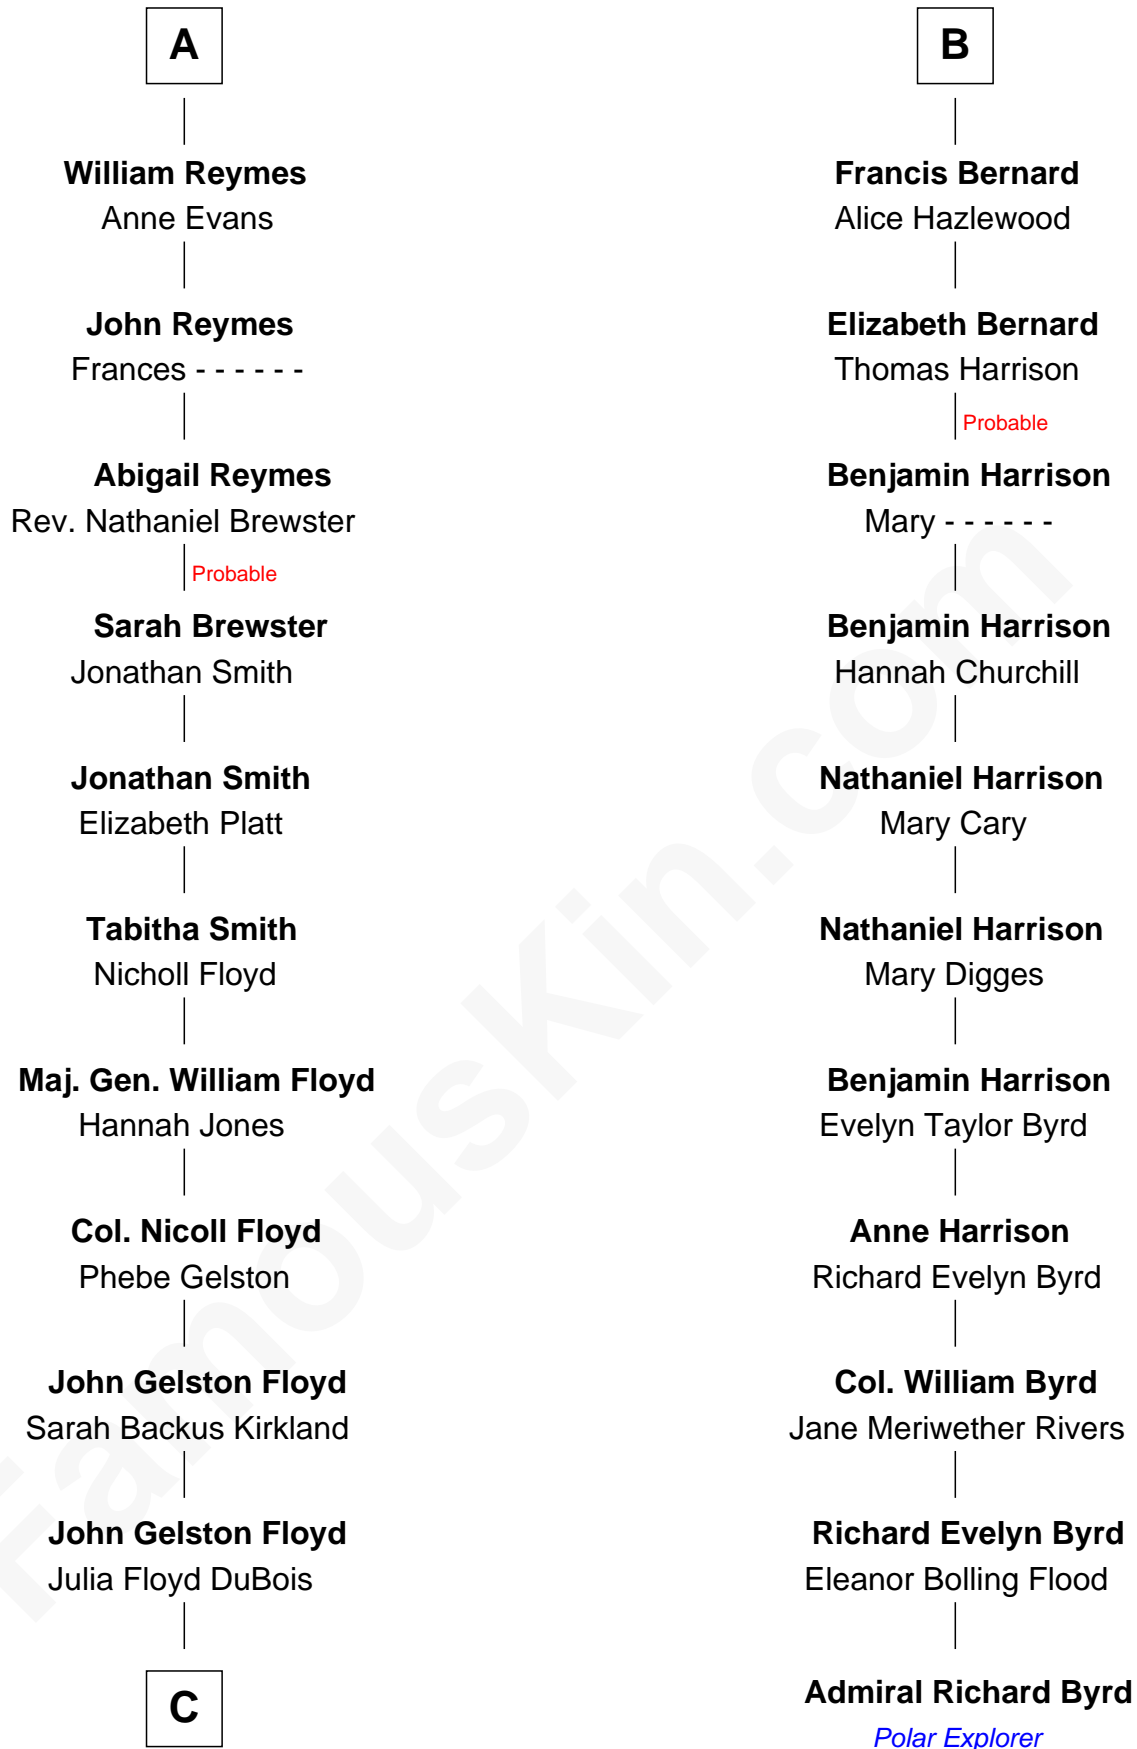 A
William Reymes
Anne Evans
John Reymes
Frances - - - - - -
Abigail Reymes
Rev. Nathaniel Brewster
Probable
Sarah Brewster
Jonathan Smith
Jonathan Smith
Elizabeth Platt
Tabitha Smith
Nicholl Floyd
Maj. Gen. William Floyd
Hannah Jones
Col. Nicoll Floyd
Phebe Gelston
John Gelston Floyd
Sarah Backus Kirkland
John Gelston Floyd
Julia Floyd DuBois
C
B
Francis Bernard
Alice Hazlewood
Elizabeth Bernard
Thomas Harrison
Probable
Benjamin Harrison
Mary - - - - - -
Benjamin Harrison
Hannah Churchill
Nathaniel Harrison
Mary Cary
Nathaniel Harrison
Mary Digges
Benjamin Harrison
Evelyn Taylor Byrd
Anne Harrison
Richard Evelyn Byrd
Col. William Byrd
Jane Meriwether Rivers
Richard Evelyn Byrd
Eleanor Bolling Flood
Admiral Richard Byrd
Polar Explorer
FamousKin.com